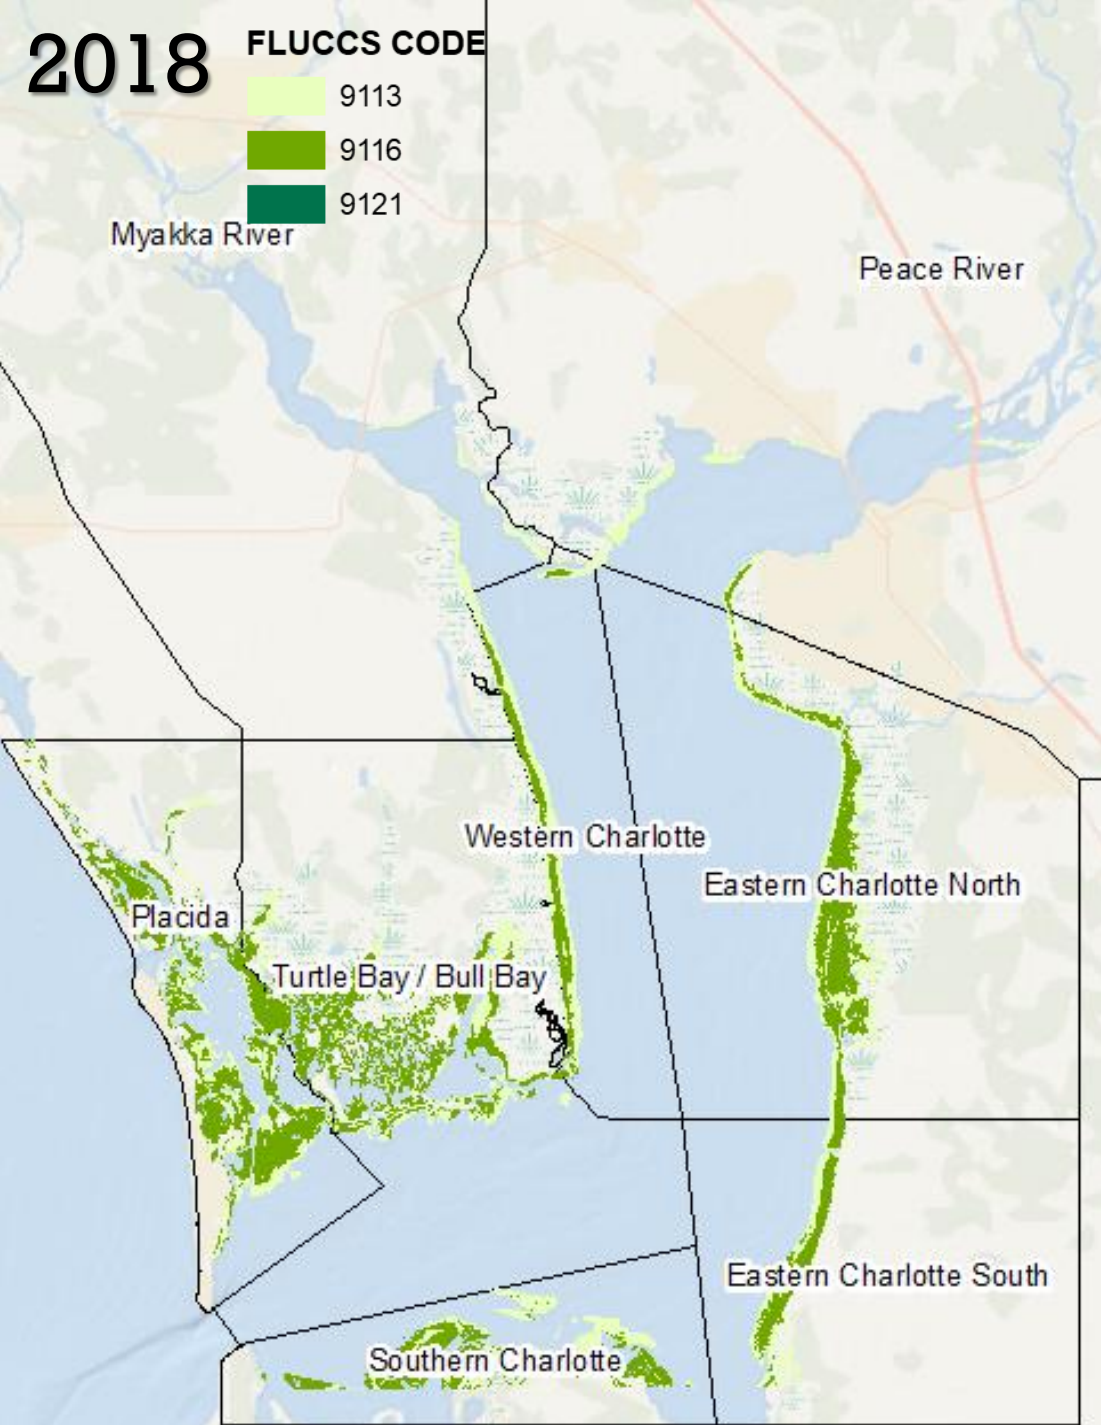 2018
FLUCCS CODE
9113
9116
9121
Myakka River
Peace River
Western Charlotte
Eastern Charlotte North
Placida
Turtle Bay / Bull Bay
Eastern Charlotte South
Southern Charlotte